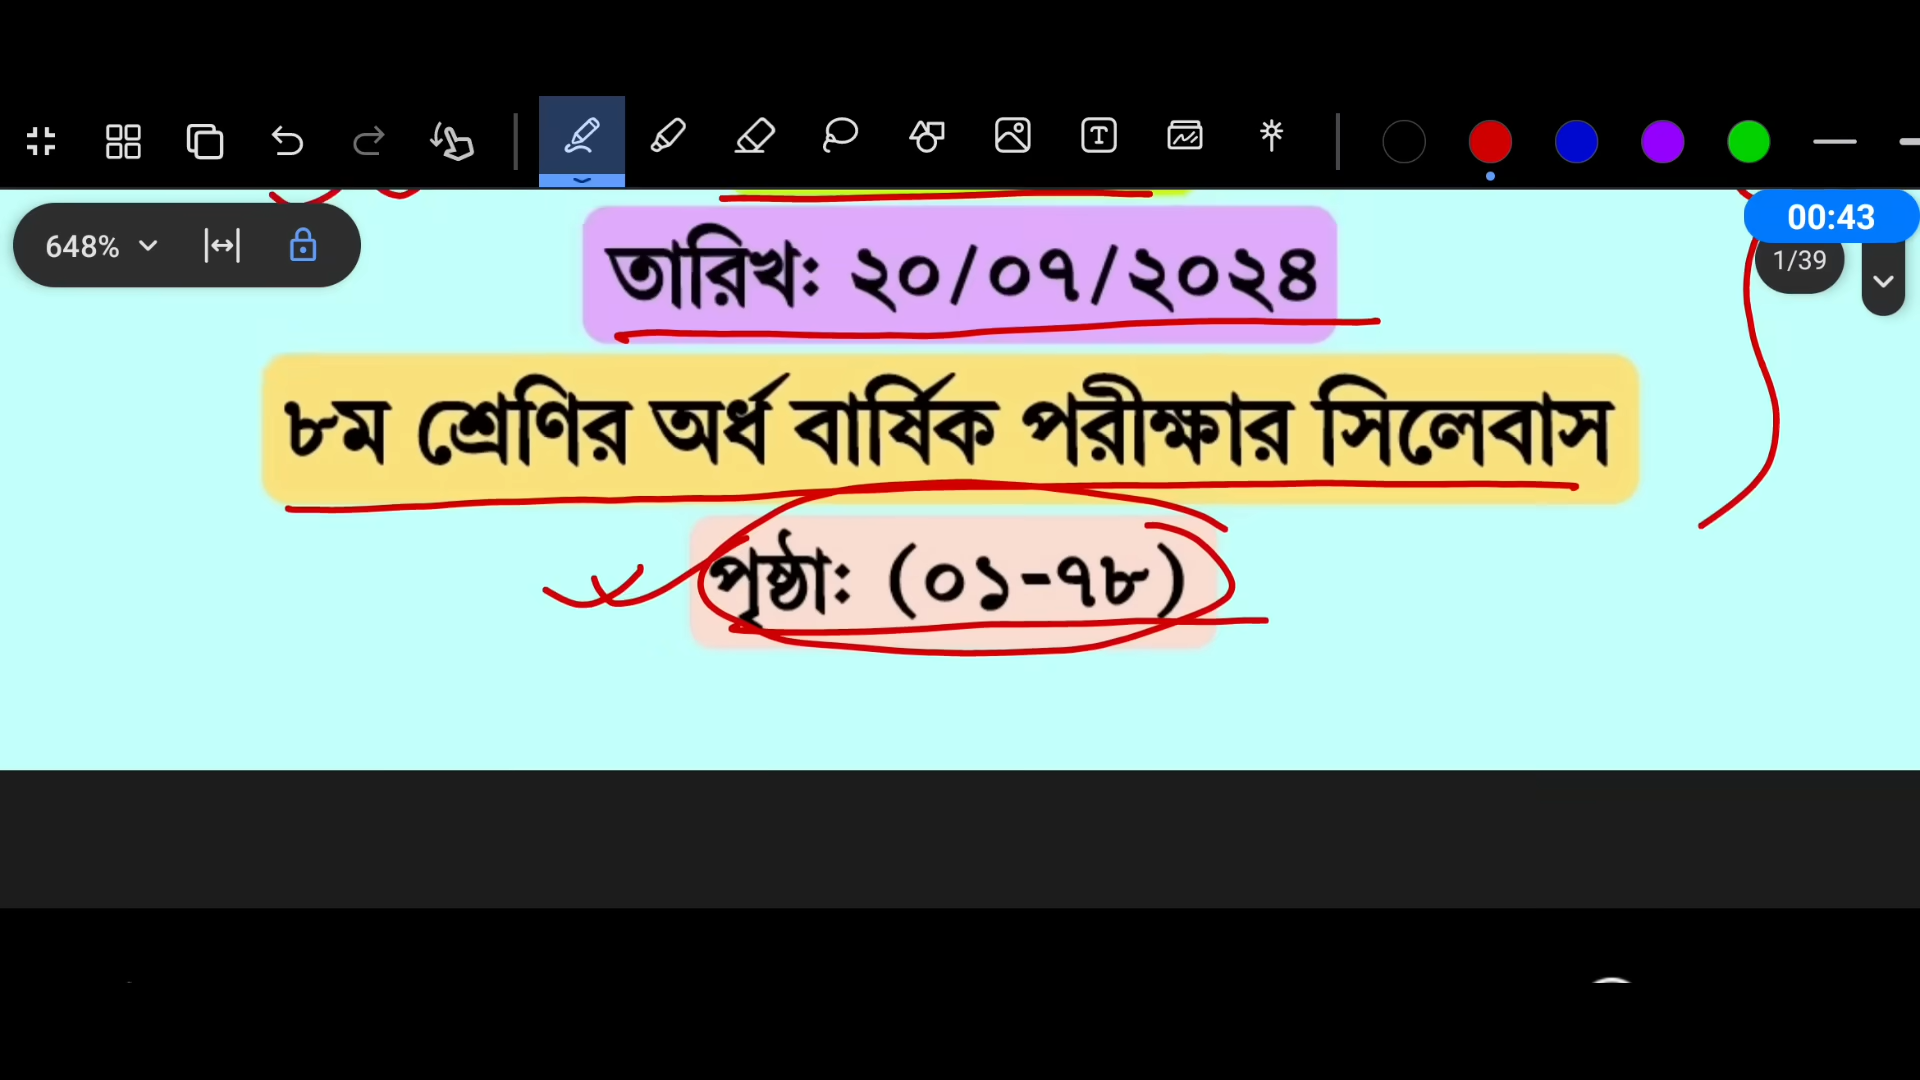 648%
00:43
1/39
তারিখঃ ২০/০৭/২০২৪
৮ম শ্রেণির অর্ধ বার্ষিক পরীক্ষার সিলেবাস
পৃষ্ঠাঃ (০১-৭৮)